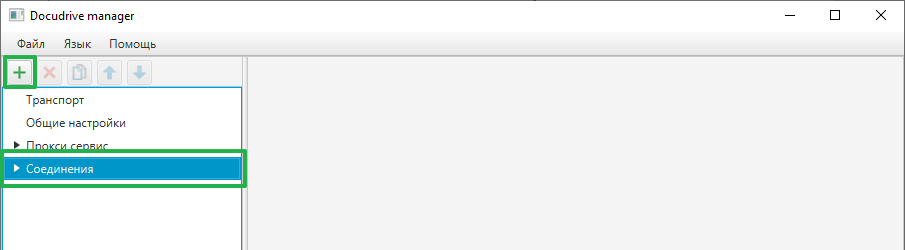 Docudrive manager
Файл Язык Помощь
Транспорт
Общие настройки
Прокси сервис
Соединения